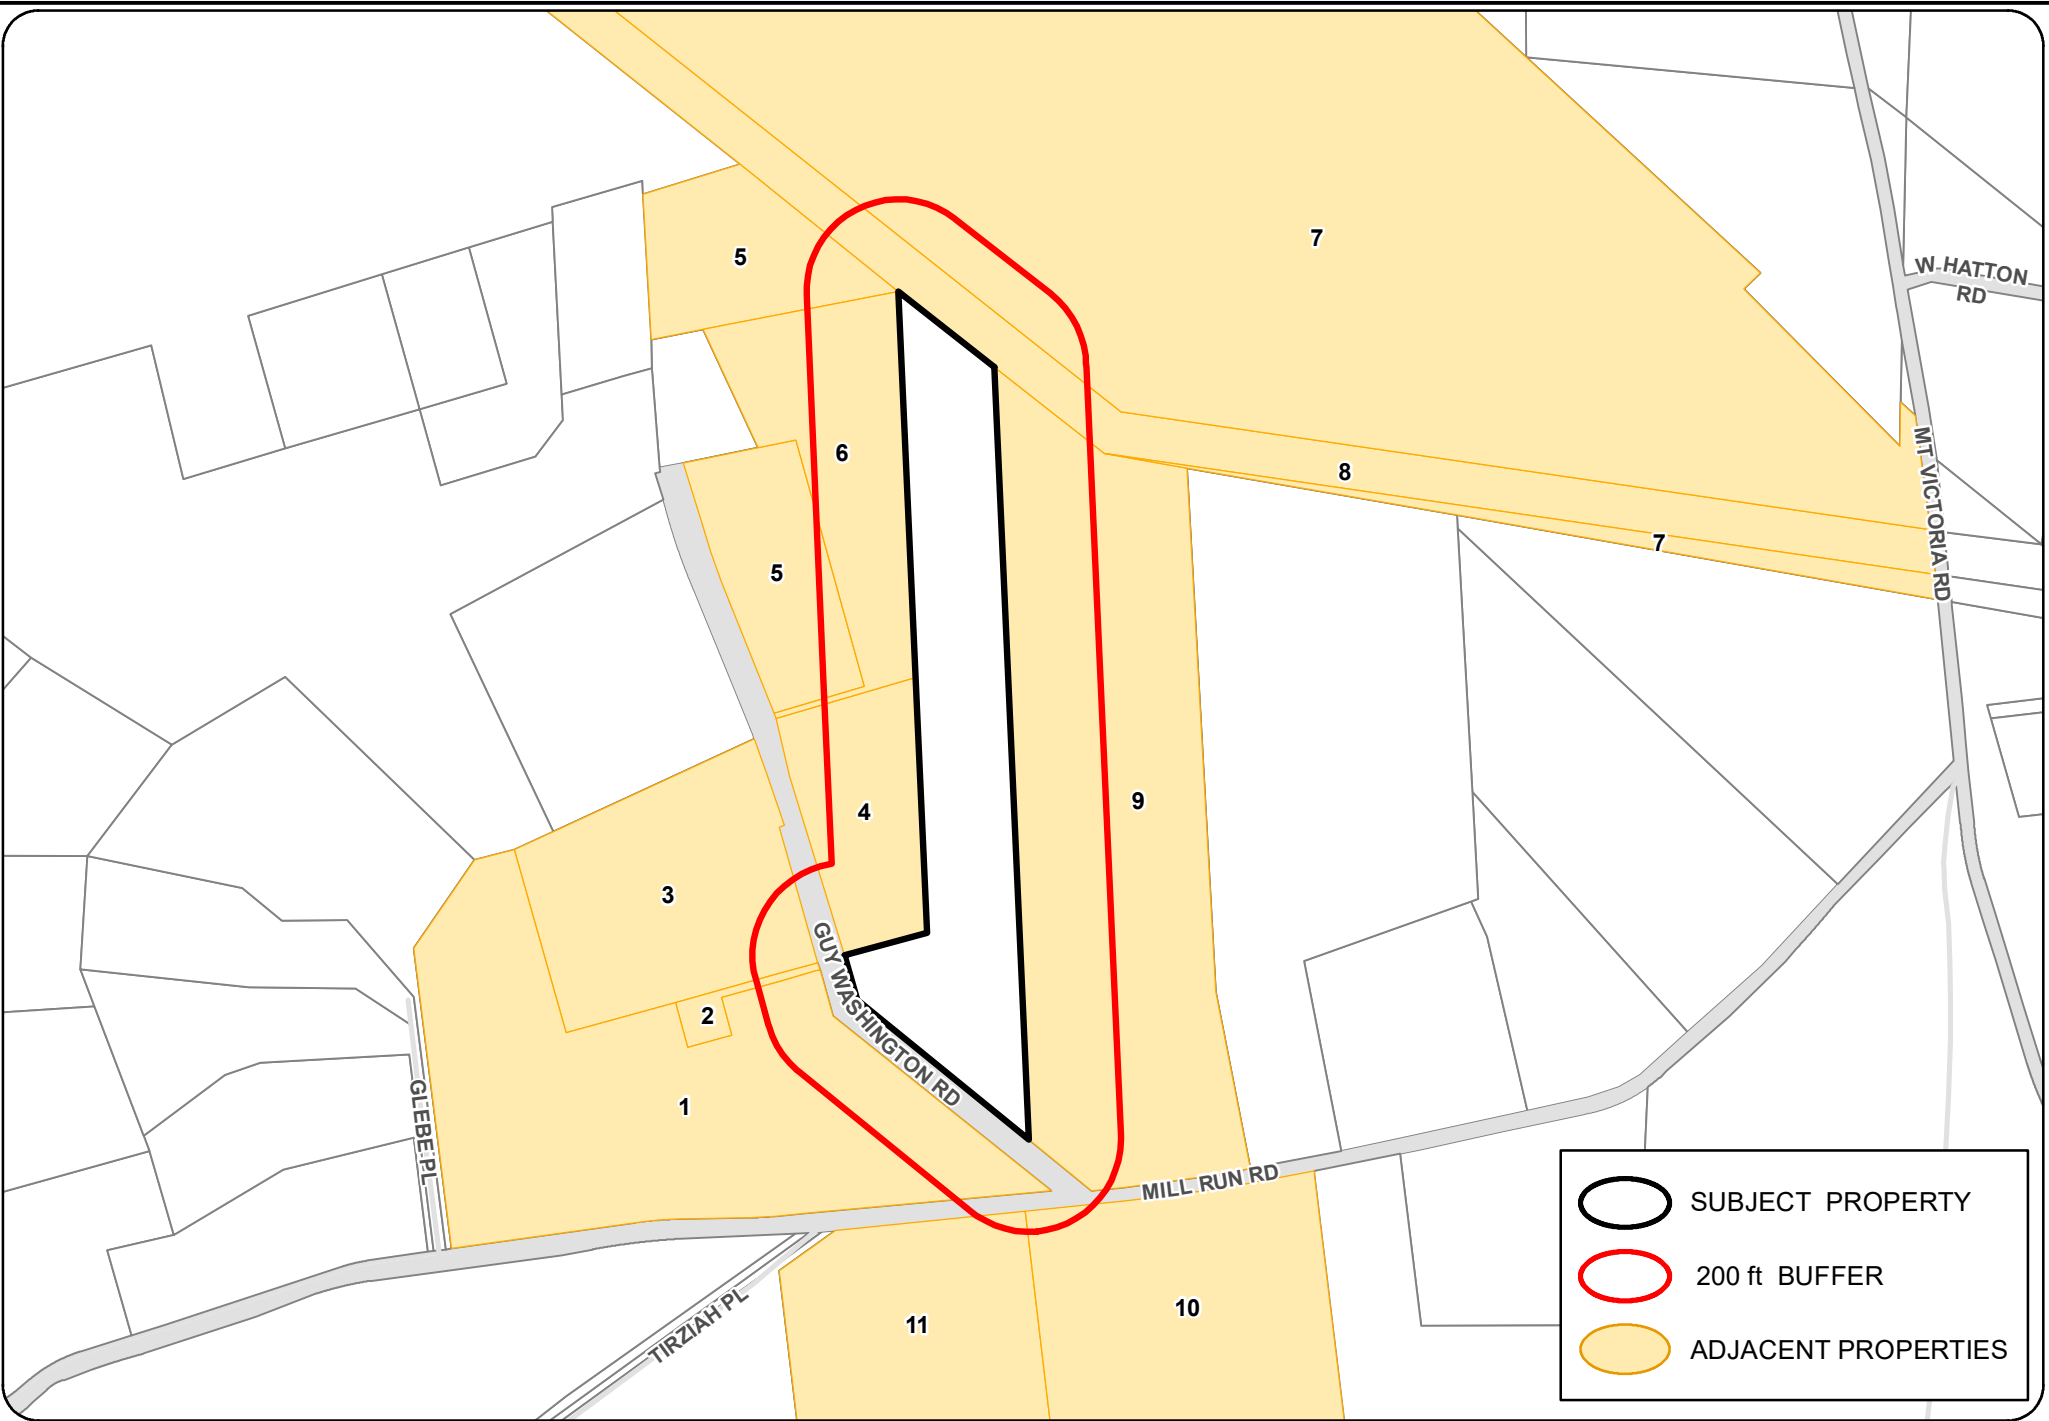 7
5
W HATTON
RD
6
8
MT VICTORIA RD
7
5
9
4
3
GUY WASHINGTON RD
2
1
GLEBE PL
MILL RUN RD
10
11
TIRZIAH PL
SUBJECT PROPERTY
200 ft BUFFER
ADJACENT PROPERTIES